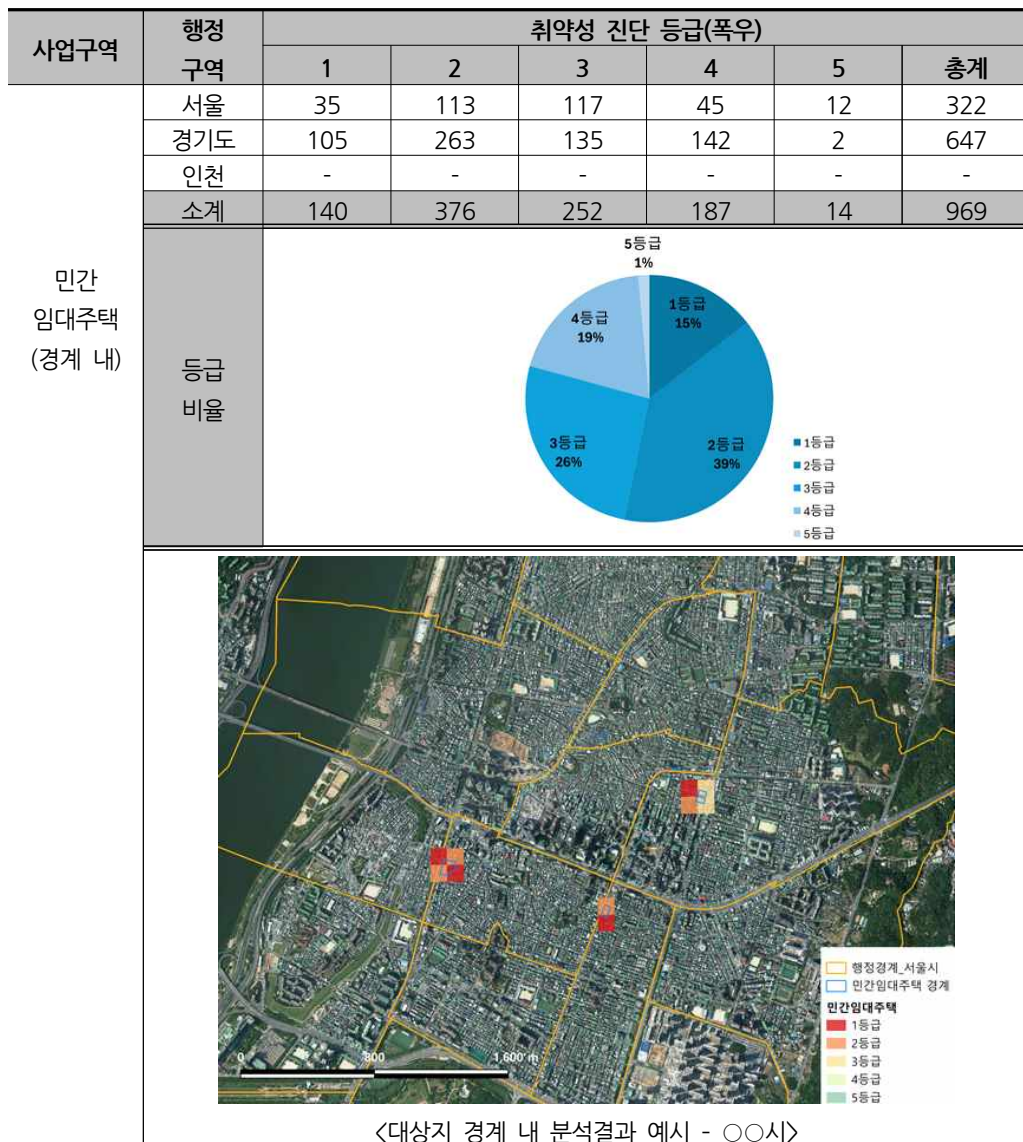 사업구역 행정 구역 취약성 진단 등급(폭우)
1 2 3 4 5 총계
민간 임대주택 (경계 내)
서울 35 113 117 45 12 322
경기도 105 263 135 142 2 647
인천 - - - - - -
소계 140 376 252 187 14 969
등급 비율
5등급
1%
1등급
15%
4등급
19%
3등급
26%
2등급
39%
1등급
2등급
3등급
4등급
5등급
행정경계_서울시
민간임대주택 경계
민간임대주택
1등급
2등급
3등급
4등급
5등급
0 800 1,600 m
<대상지 경계 내 분석결과 예시 - ○○시>